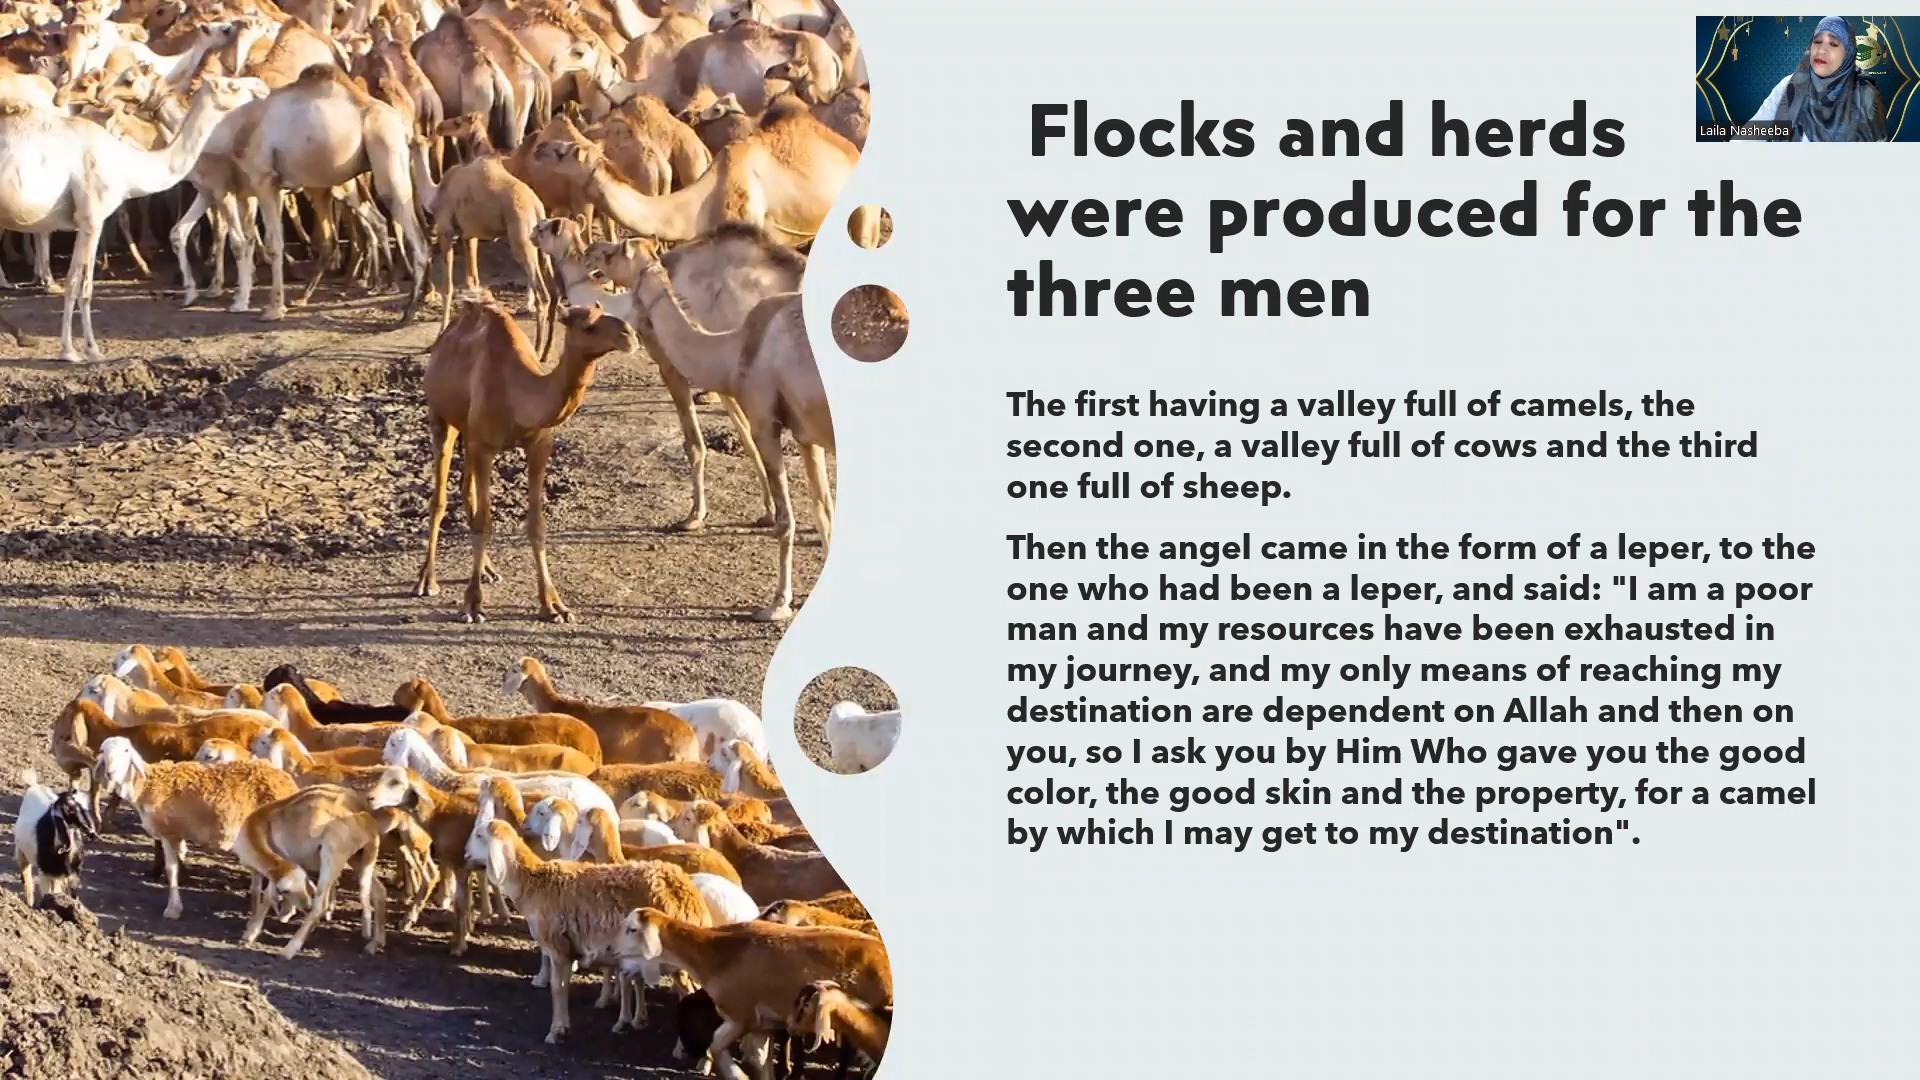 Flocks and herds
were produced for the
three men
Laila Nasheeba
The first having a valley full of camels, the
second one, a valley full of cows and the third
one full of sheep.
Then the angel came in the form of a leper, to the
one who had been a leper, and said: "I am a poor
man and my resources have been exhausted in
my journey, and my only means of reaching my
destination are dependent on Allah and then on
you, so I ask you by Him Who gave you the good
color, the good skin and the property, for a camel
by which I may get to my destination".